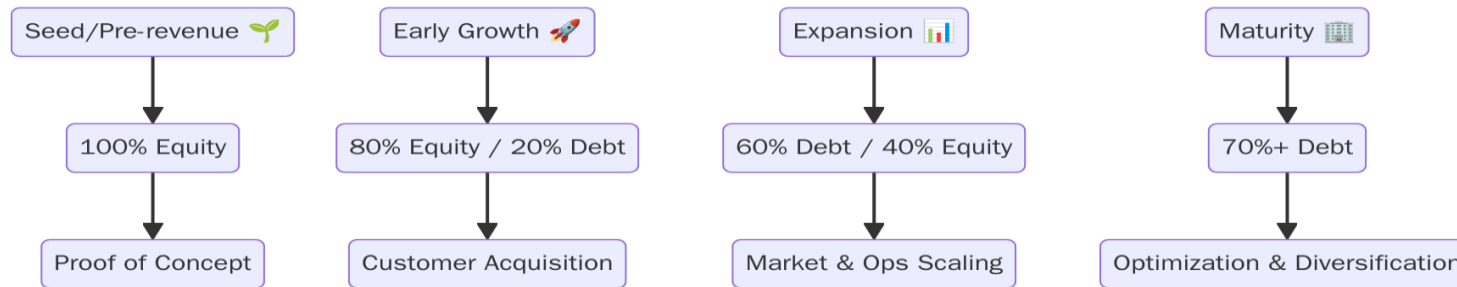 Seed/Pre-revenue 🌱
Early Growth 🚀
Expansion 📊
Maturity 🏢
100% Equity
80% Equity / 20% Debt
60% Debt / 40% Equity
70%+ Debt
Proof of Concept
Customer Acquisition
Market & Ops Scaling
Optimization & Diversification